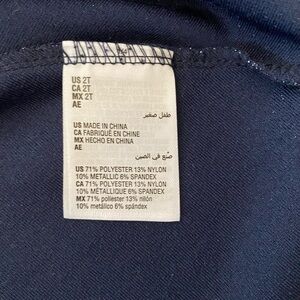 US 2T
CA 2T
MX 2T
AE
طفل صغير
US MADE IN CHINA
CA FABRIQUÉ EN CHINE
MX HECHO EN CHINA
AE
صُنع في الصين
US 71% POLYESTER 13% NYLON
10% METALLIC 6% SPANDEX
CA 71% POLYESTER 13% NYLON
10% MÉTALLIQUE 6% SPANDEX
MX 71% poliéster 13% nilón
10% metálico 6% spandex